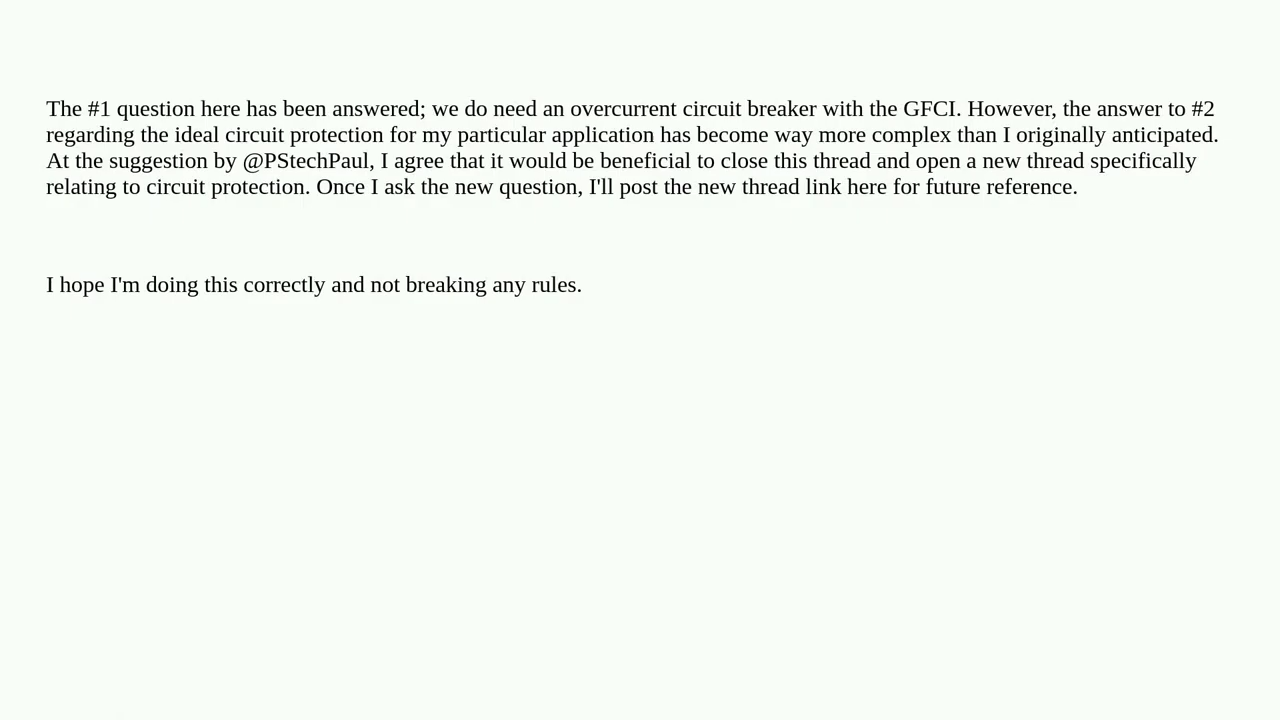 The #1 question here has been answered; we do need an overcurrent circuit breaker with the GFCI. However, the answer to #2
regarding the ideal circuit protection for my particular application has become way more complex than I originally anticipated.
At the suggestion by @PStechPaul, I agree that it would be beneficial to close this thread and open a new thread specifically
relating to circuit protection. Once I ask the new question, I'll post the new thread link here for future reference.
I hope I'm doing this correctly and not breaking any rules.